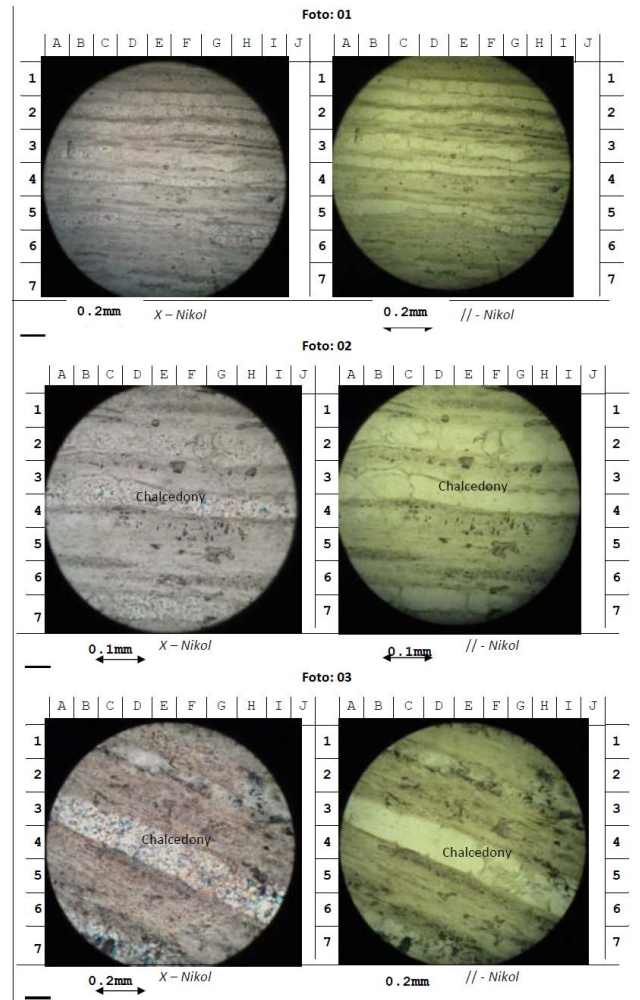 Foto: 01
A B C D E F G H I J A B C D E F G H I J
1 1 1
2 2 2
3 3 3
4 4 4
5 5 5
6 6 6
7 7 7
0.2mm X – Nikol 0.2mm // - Nikol
Foto: 02
A B C D E F G H I J A B C D E F G H I J
1 1 1
2 2 2
3 3 3
Chalcedony Chalcedony
4 4 4
5 5 5
6 6 6
7 7 7
0.1mm X – Nikol 0.1mm // - Nikol
Foto: 03
A B C D E F G H I J A B C D E F G H I J
1 1 1
2 2 2
3 3 3
4 Chalcedony 4 Chalcedony 4
5 5 5
6 6 6
7 7 7
0.2mm X – Nikol 0.2mm // - Nikol